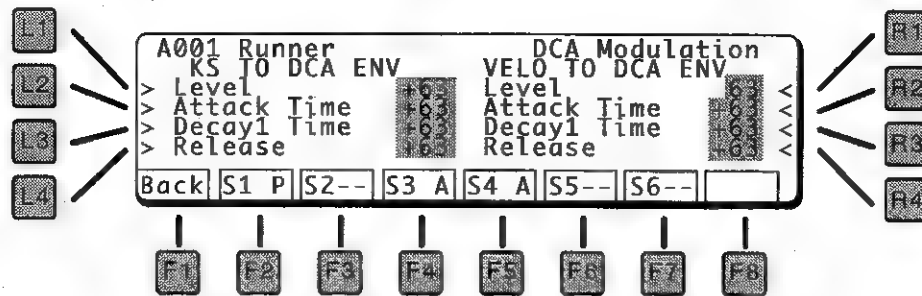 L1
L2
L3
L4
A001 Runner DCA Modulation
KS TO DCA ENV VELO TO DCA ENV
> Level +63 Level 63 <
> Attack Time +63 Attack Time +63 <
> Decay1 Time +63 Decay1 Time +63 <
> Release +63 Release +63 <
Back S1 P S2-- S3 A S4 A S5-- S6--
F1 F2 F3 F4 F5 F6 F7 F8
R1
R2
R3
R4